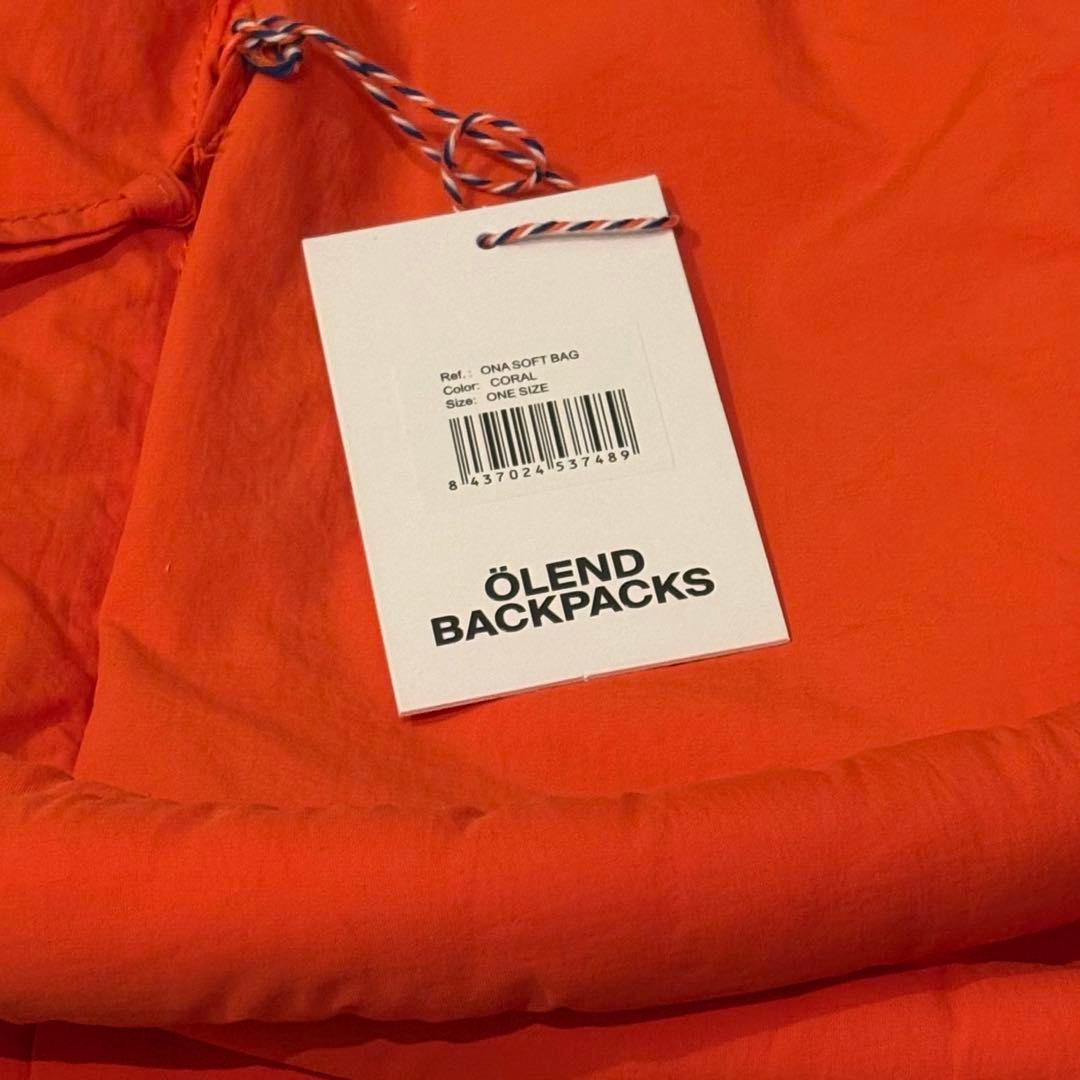 Ref.: ONA SOFT BAG
Color: CORAL
Size: ONE SIZE
8 437024 537489
ÖLEND
BACKPACKS